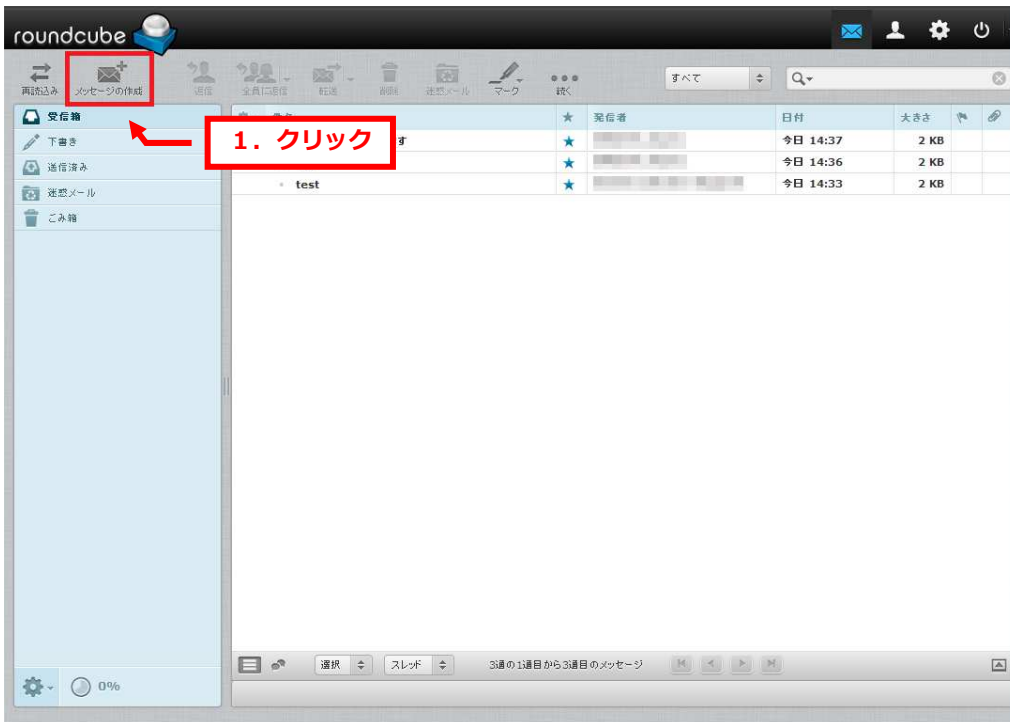 roundcube
再読込み メッセージの作成 返信 全員に返信 転送 削除 迷惑メール マーク 続く すべて
受信箱 ★ 発信者 日付 大きさ
下書き す 今日 14:37 2 KB
1. クリック
送信済み 今日 14:36 2 KB
迷惑メール test 今日 14:33 2 KB
ごみ箱
選択 スレッド 3通の1通目から3通目のメッセージ
0%